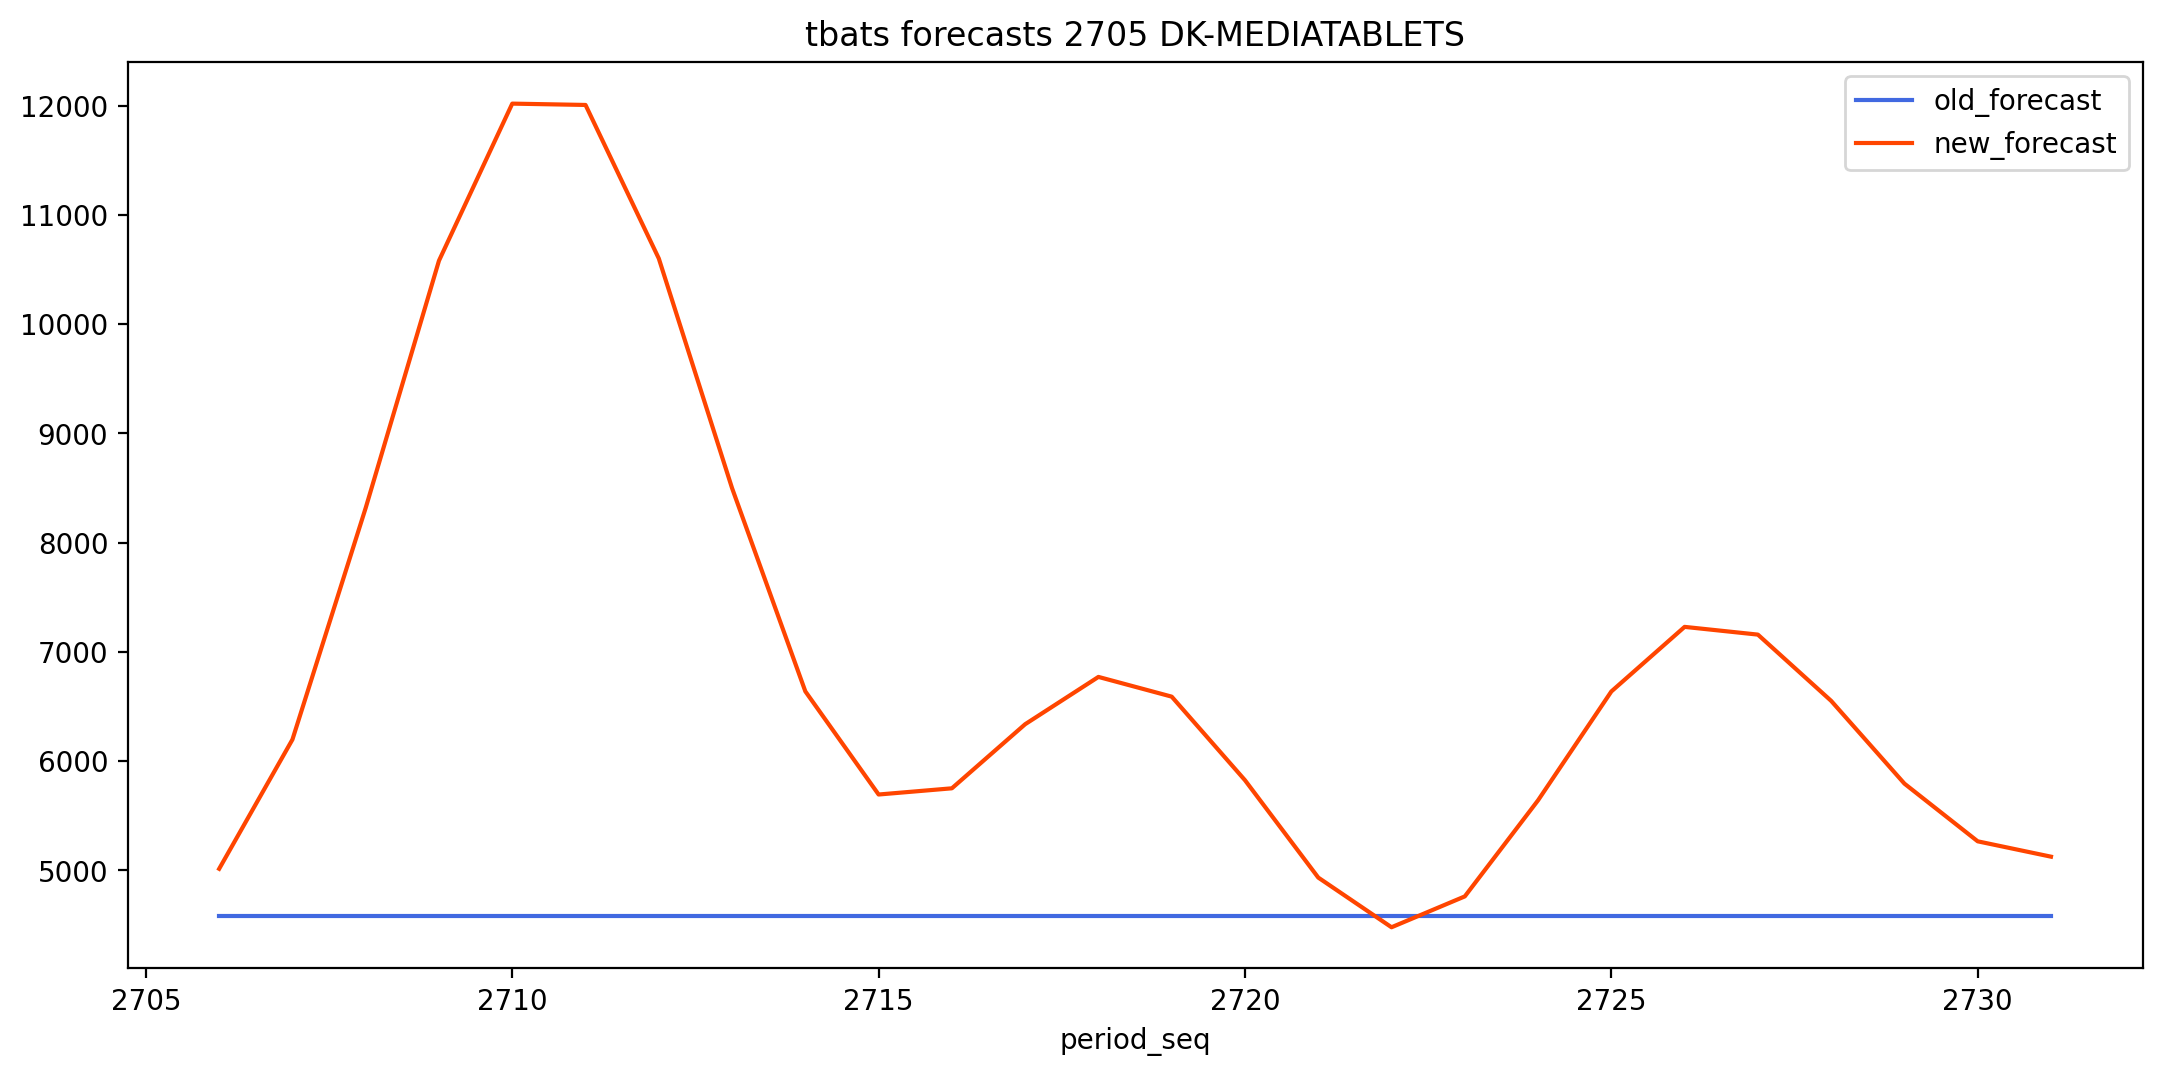 tbats forecasts 2705 DK-MEDIATABLETS
old_forecast
new_forecast
12000
11000
10000
9000
8000
7000
6000
5000
2705 2710 2715 2720 2725 2730
period_seq